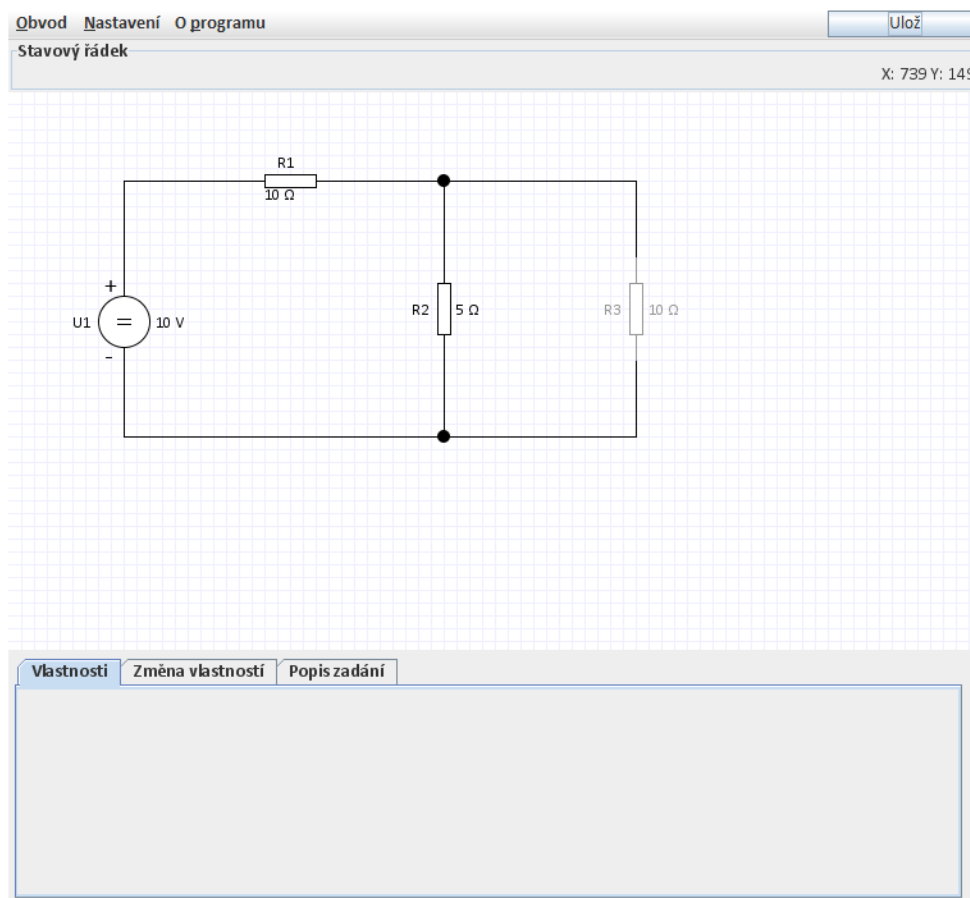 Obvod Nastavení O programu Ulož
Stavový řádek
X: 739 Y: 149
R1
10 Ω
+
U1 = 10 V
-
R2 5 Ω
R3 10 Ω
Vlastnosti Změna vlastností Popis zadání